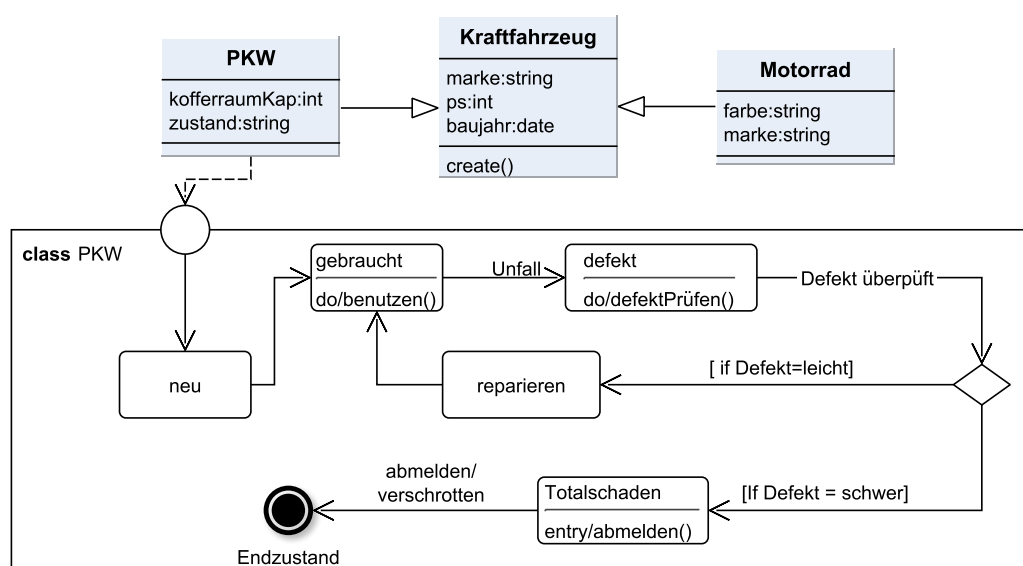 PKW
kofferraumKap:int
zustand:string
Kraftfahrzeug
marke:string
ps:int
baujahr:date
create()
Motorrad
farbe:string
marke:string
class PKW
gebraucht
do/benutzen()
Unfall
defekt
do/defektPrüfen()
Defekt überpüft
neu
reparieren
[ if Defekt=leicht]
abmelden/
verschrotten
Totalschaden
entry/abmelden()
[If Defekt = schwer]
Endzustand